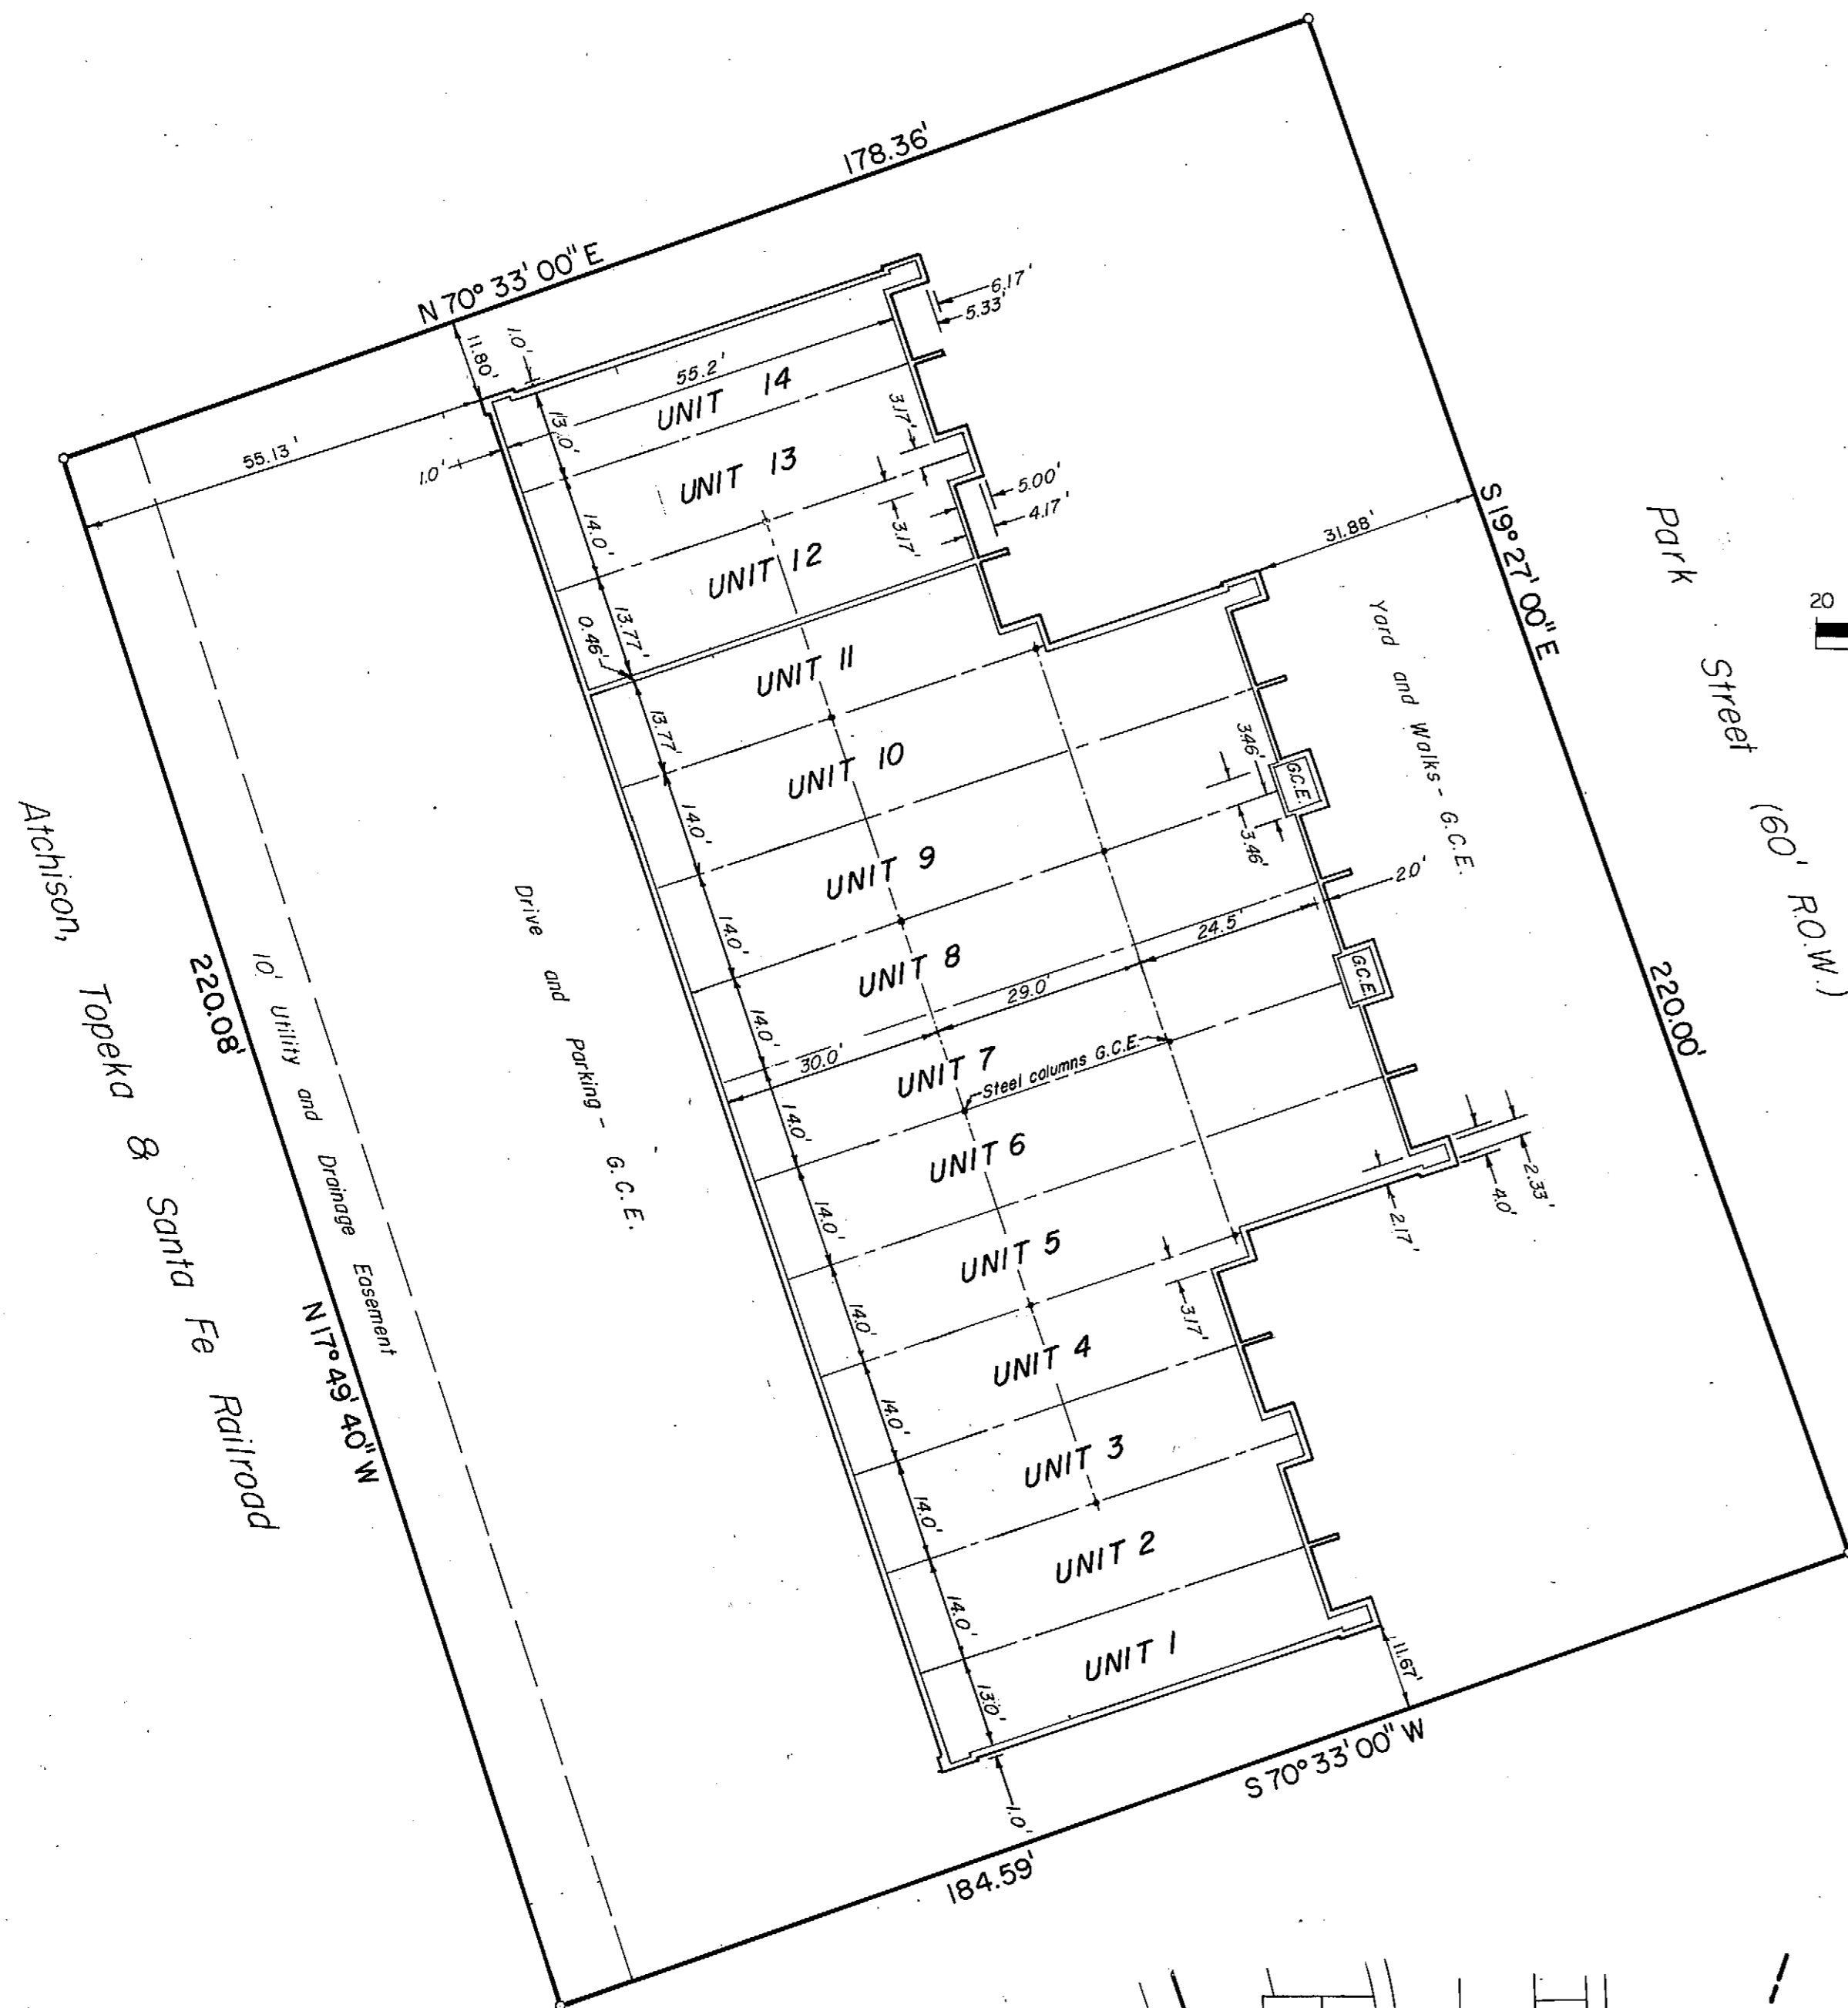 178.36'
N 70° 33' 00" E
11.80'
1.0'
6.17'
5.33'
55.2'
UNIT 14
55.13'
1.0'
13.0'
3.17'
UNIT 13
5.00'
4.17'
3.17'
14.0'
UNIT 12
31.88'
S 19° 27' 00" E
Park Street (60' R.O.W.)
20
0.46'
13.77'
UNIT 11
Yard and Walks - G.C.E.
13.77'
UNIT 10
3.46'
G.C.E.
3.46'
14.0'
UNIT 9
2.0'
24.5'
14.0'
UNIT 8
G.C.E.
29.0'
14.0'
30.0'
UNIT 7
Steel columns G.C.E.
220.00'
Atchison, Topeka & Santa Fe Railroad
220.08'
N 17° 49' 40" W
10' Utility and Drainage Easement
Drive and Parking - G.C.E.
14.0'
UNIT 6
2.33'
4.0'
2.17'
14.0'
UNIT 5
3.17'
14.0'
UNIT 4
14.0'
UNIT 3
14.0'
UNIT 2
14.0'
UNIT 1
11.67'
13.0'
1.0'
S 70° 33' 00" W
184.59'